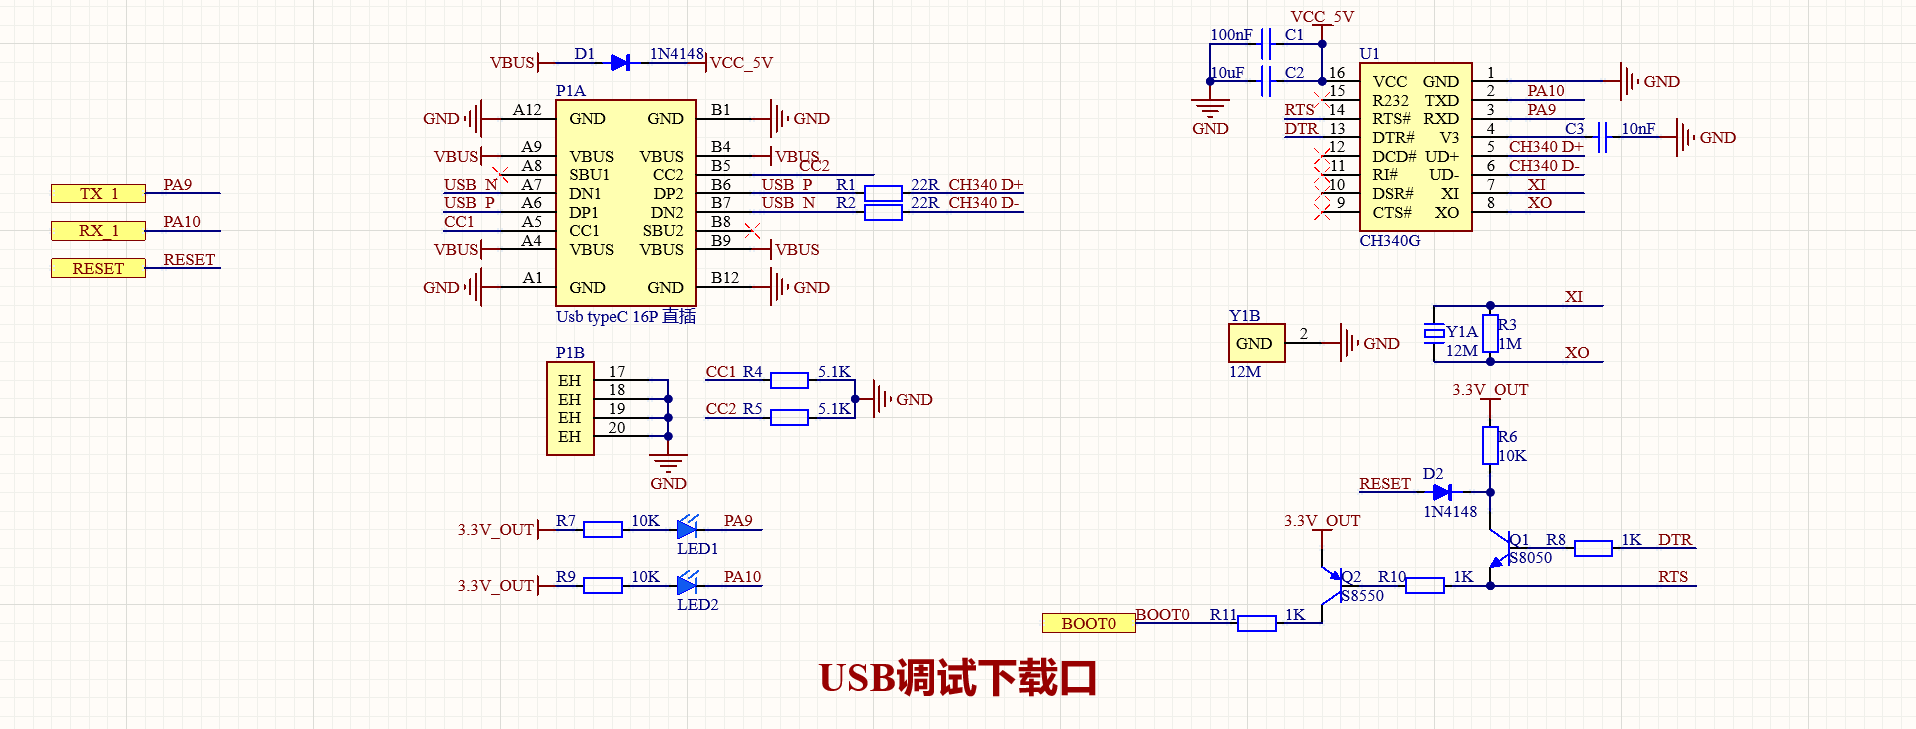 VBUS D1 1N4148 VCC_5V
P1A
GND A12 GND GND B1 GND
VBUS A9 VBUS VBUS B4 VBUS
A8 SBU1 CC2 B5 CC2
USB_N A7 DN1 DP2 B6 USB_P R1 22R CH340 D+
USB_P A6 DP1 DN2 B7 USB_N R2 22R CH340 D-
CC1 A5 CC1 SBU2 B8
VBUS A4 VBUS VBUS B9 VBUS
GND A1 GND GND B12 GND
Usb typeC 16P 直插
TX_1 PA9
RX_1 PA10
RESET RESET
VCC_5V
100nF C1
10uF C2
GND
U1
16 VCC GND 1 GND
15 R232 TXD 2 PA10
RTS 14 RTS# RXD 3 PA9
DTR 13 DTR# V3 4 C3 10nF GND
12 DCD# UD+ 5 CH340 D+
11 RI# UD- 6 CH340 D-
10 DSR# XI 7 XI
9 CTS# XO 8 XO
CH340G
P1B
EH 17
EH 18
EH 19
EH 20
GND
CC1 R4 5.1K
CC2 R5 5.1K
GND
Y1B
GND 2 GND
12M
XI
Y1A R3
12M 1M
XO
3.3V_OUT R7 10K PA9
LED1
3.3V_OUT R9 10K PA10
LED2
3.3V_OUT
R6
10K
RESET D2
1N4148
3.3V_OUT
Q1 R8 1K DTR
S8050
Q2 R10 1K RTS
S8550
BOOT0 BOOT0 R11 1K
USB调试下载口